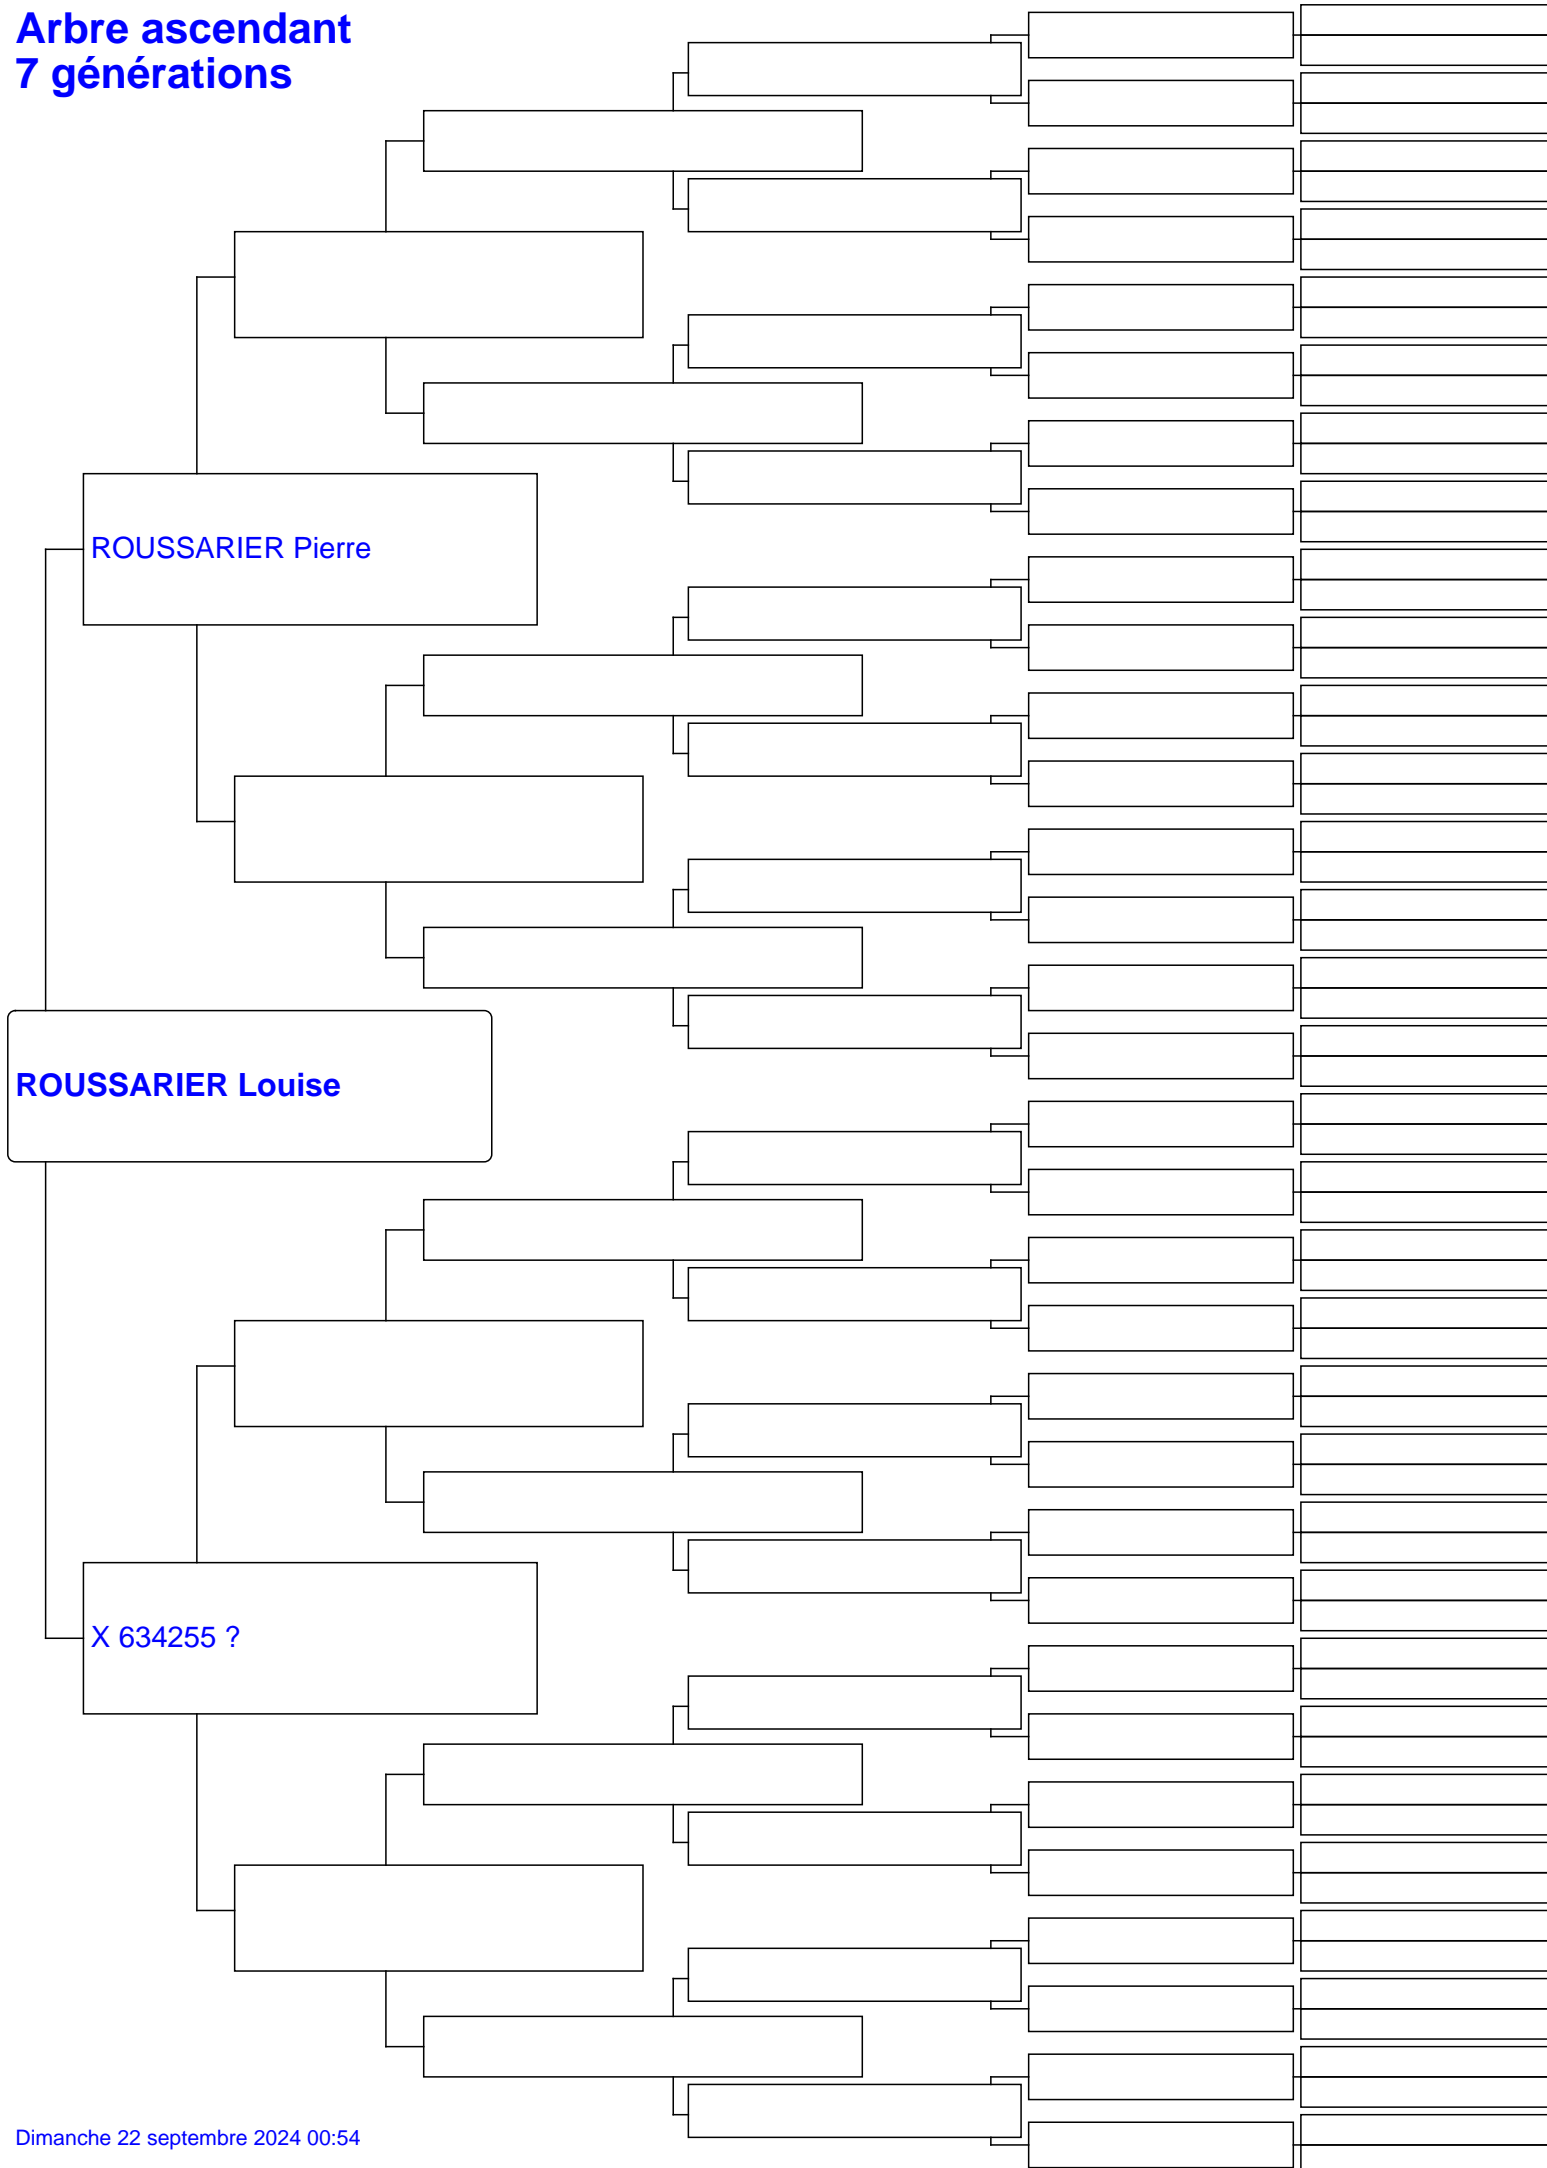 Arbre ascendant
7 générations
ROUSSARIER Pierre
ROUSSARIER Louise
X 634255 ?
Dimanche 22 septembre 2024 00:54